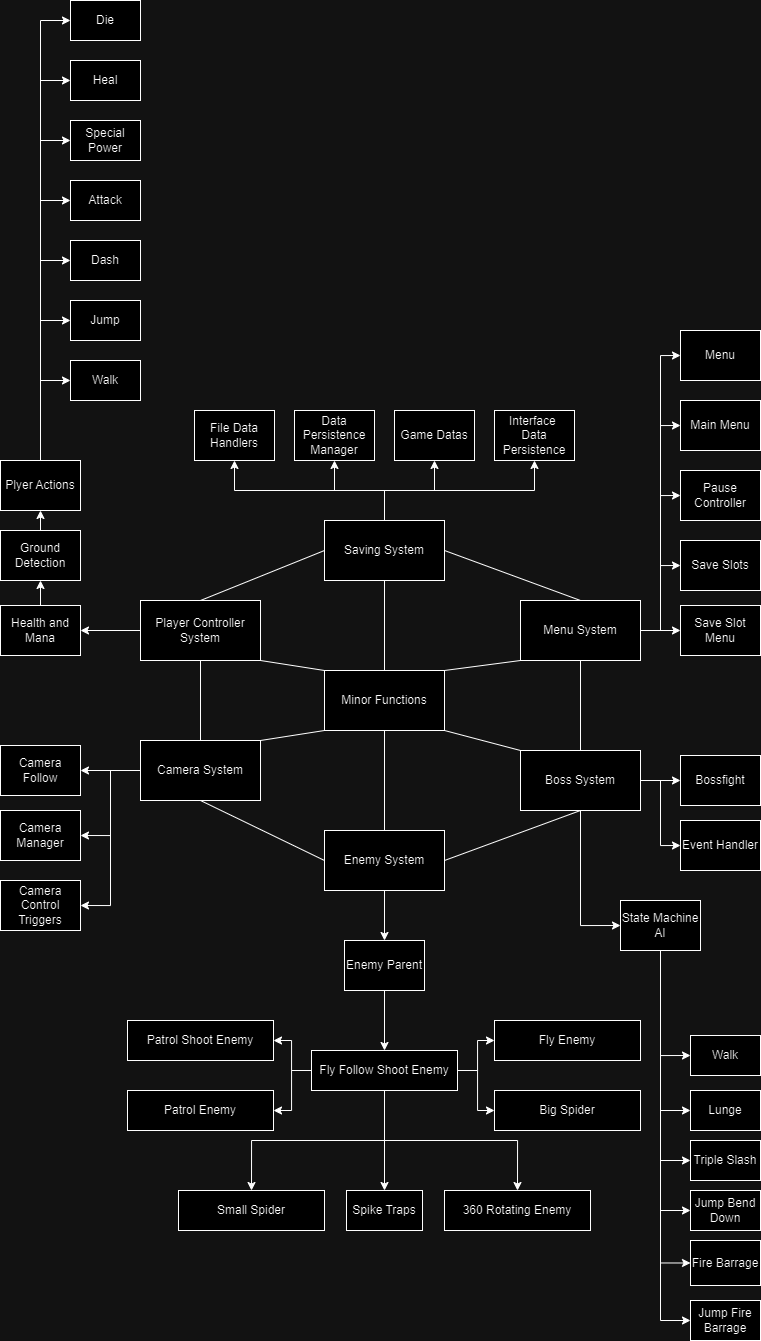 Die
Heal
Special
Power
Attack
Dash
Jump
Walk
Menu
Main Menu
Pause
Controller
Save Slots
Save Slot
Menu
File Data
Handlers
Data
Persistence
Manager
Game Datas
Interface
Data
Persistence
Plyer Actions
Ground
Detection
Health and
Mana
Saving System
Player Controller
System
Menu System
Minor Functions
Camera System
Boss System
Enemy System
Camera
Follow
Camera
Manager
Camera
Control
Triggers
Bossfight
Event Handler
State Machine
AI
Enemy Parent
Patrol Shoot Enemy
Fly Enemy
Fly Follow Shoot Enemy
Patrol Enemy
Big Spider
Small Spider
Spike Traps
360 Rotating Enemy
Walk
Lunge
Triple Slash
Jump Bend
Down
Fire Barrage
Jump Fire
Barrage